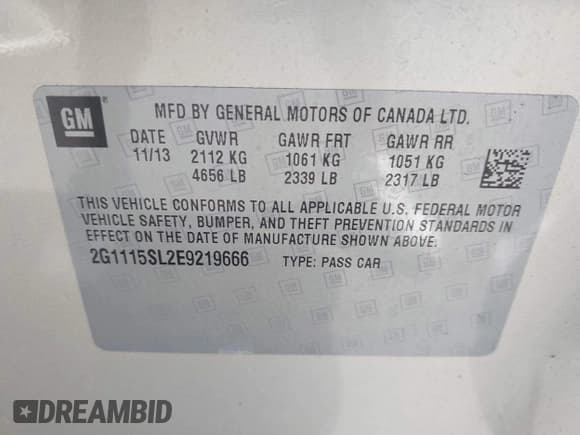 GM
MFD BY GENERAL MOTORS OF CANADA LTD.
DATE GVWR GAWR FRT GAWR RR
11/13 2112 KG 1061 KG 1051 KG
4656 LB 2339 LB 2317 LB
THIS VEHICLE CONFORMS TO ALL APPLICABLE U.S. FEDERAL MOTOR
VEHICLE SAFETY, BUMPER, AND THEFT PREVENTION STANDARDS IN
EFFECT ON THE DATE OF MANUFACTURE SHOWN ABOVE.
2G1115SL2E9219666 TYPE: PASS CAR
DREAMBID